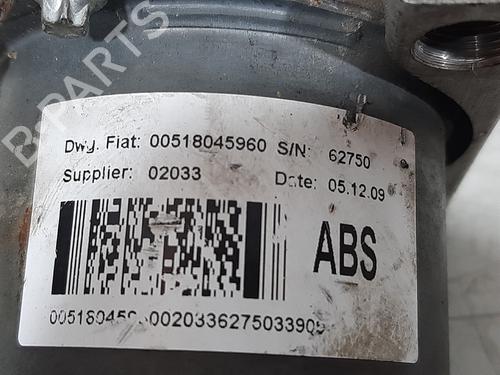 B-PARTS
Dwg. Fiat: 00518045960 S/N: 62750
Supplier: 02033 Date: 05.12.09
ABS